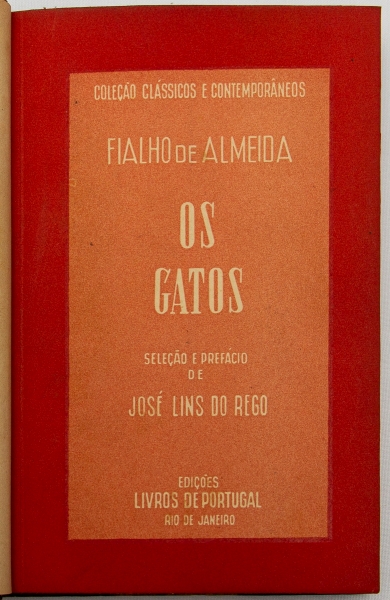 COLEÇÃO CLÁSSICOS E CONTEMPORÁNEOS
FIALHO DE ALMEIDA
OS
GATOS
SELEÇÃO E PREFÁCIO
DE
JOSÉ LINS DO REGO
EDIÇÕES
LIVROS DE PORTUGAL
RIO DE JANEIRO